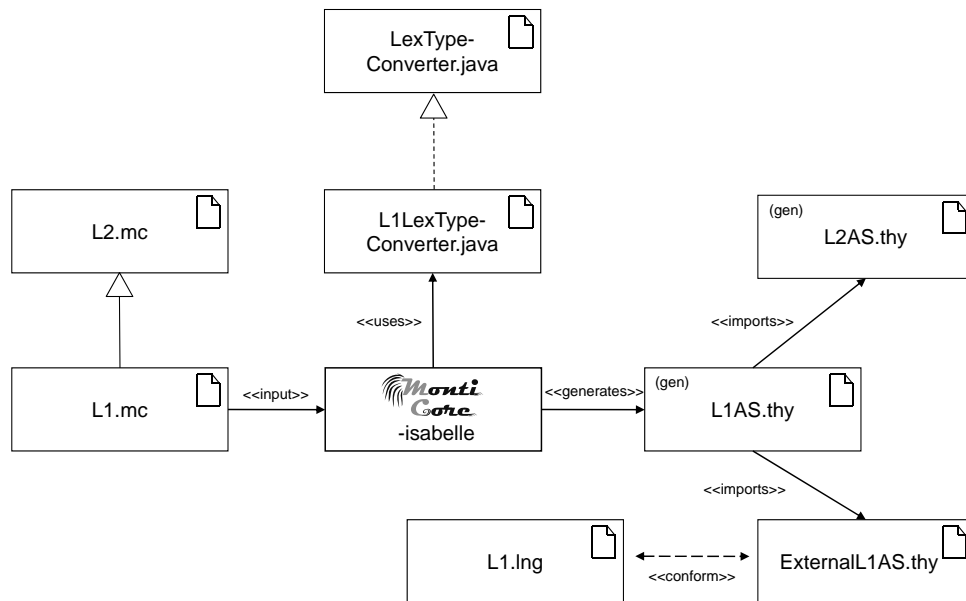 LexType-
Converter.java
L2.mc
L1LexType-
Converter.java
(gen)
L2AS.thy
<<uses>>
<<imports>>
L1.mc
<<input>>
Monti
Core
-isabelle
<<generates>>
(gen)
L1AS.thy
<<imports>>
L1.lng
<<conform>>
ExternalL1AS.thy